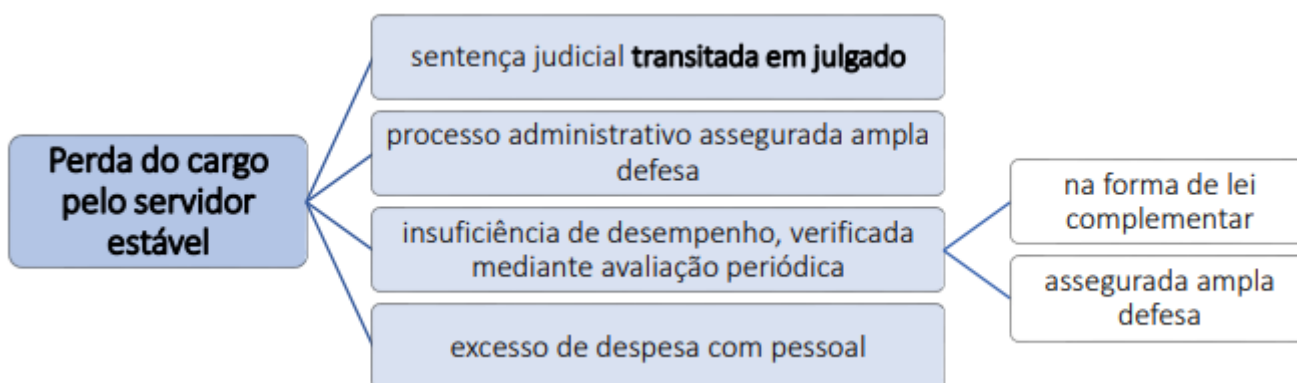 Perda do cargo
pelo servidor
estável
sentença judicial transitada em julgado
processo administrativo assegurada ampla
defesa
insuficiência de desempenho, verificada
mediante avaliação periódica
na forma de lei
complementar
assegurada ampla
defesa
excesso de despesa com pessoal